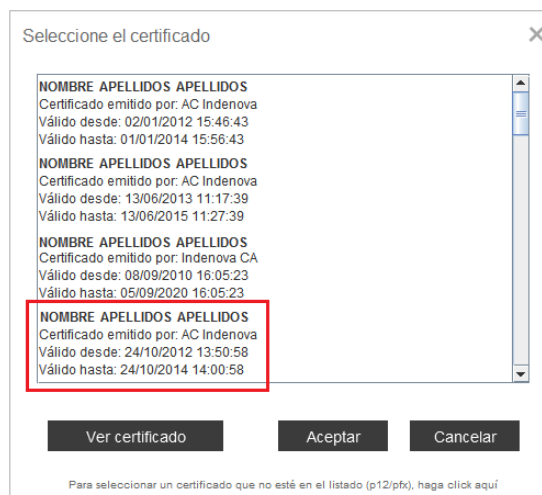 Seleccione el certificado
NOMBRE APELLIDOS APELLIDOS
Certificado emitido por: AC Indenova
Válido desde: 02/01/2012 15:46:43
Válido hasta: 01/01/2014 15:56:43
NOMBRE APELLIDOS APELLIDOS
Certificado emitido por: AC Indenova
Válido desde: 13/06/2013 11:17:39
Válido hasta: 13/06/2015 11:27:39
NOMBRE APELLIDOS APELLIDOS
Certificado emitido por: Indenova CA
Válido desde: 08/09/2010 16:05:23
Válido hasta: 05/09/2020 16:05:23
NOMBRE APELLIDOS APELLIDOS
Certificado emitido por: AC Indenova
Válido desde: 24/10/2012 13:50:58
Válido hasta: 24/10/2014 14:00:58
Ver certificado Aceptar Cancelar
Para seleccionar un certificado que no esté en el listado (p12/pfx), haga click aquí